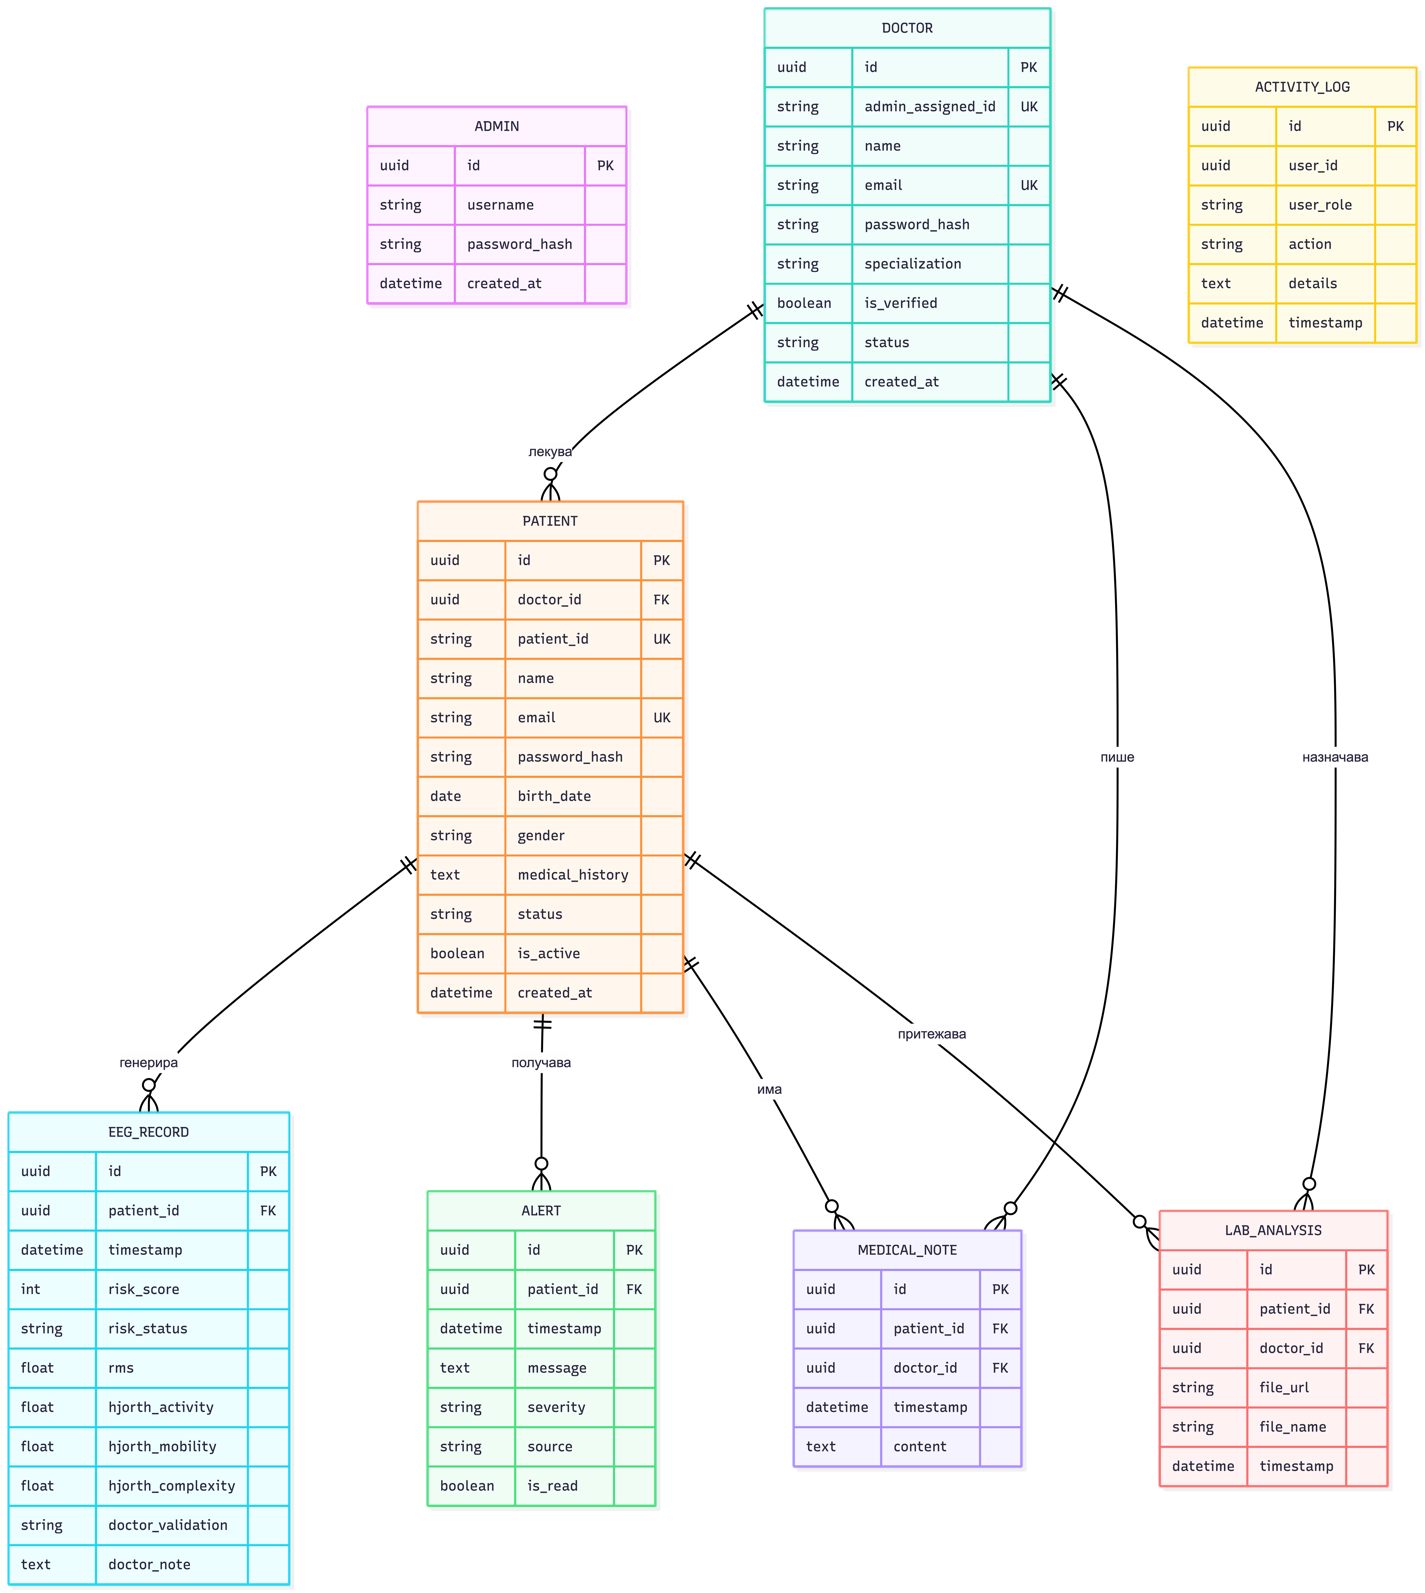 DOCTOR
uuid id PK
string admin_assigned_id UK
string name
string email UK
string password_hash
string specialization
boolean is_verified
string status
datetime created_at
ACTIVITY_LOG
uuid id PK
uuid user_id
string user_role
string action
text details
datetime timestamp
ADMIN
uuid id PK
string username
string password_hash
datetime created_at
лекува
PATIENT
uuid id PK
uuid doctor_id FK
string patient_id UK
string name
string email UK
string password_hash
date birth_date
string gender
text medical_history
string status
boolean is_active
datetime created_at
пише
назначава
притежава
генерира
получава
има
EEG_RECORD
uuid id PK
uuid patient_id FK
datetime timestamp
int risk_score
string risk_status
float rms
float hjorth_activity
float hjorth_mobility
float hjorth_complexity
string doctor_validation
text doctor_note
ALERT
uuid id PK
uuid patient_id FK
datetime timestamp
text message
string severity
string source
boolean is_read
MEDICAL_NOTE
uuid id PK
uuid patient_id FK
uuid doctor_id FK
datetime timestamp
text content
LAB_ANALYSIS
uuid id PK
uuid patient_id FK
uuid doctor_id FK
string file_url
string file_name
datetime timestamp